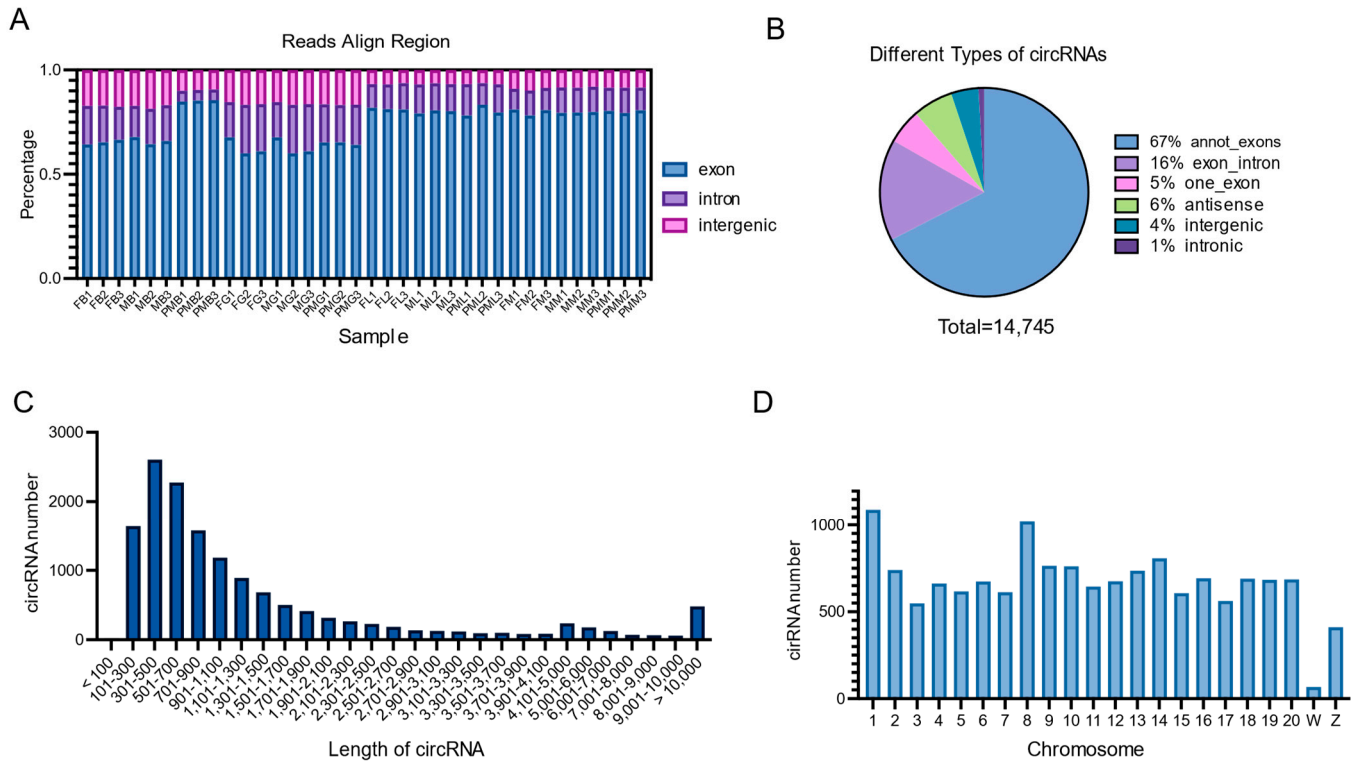 A
Reads Align Region
1.0
0.5
0.0
Percentage
FB1
FB2
FB3
MB1
MB2
MB3
PMB1
PMB2
PMB3
FG1
FG2
FG3
MG1
MG2
MG3
PMG1
PMG2
PMG3
FL1
FL2
FL3
ML1
ML2
ML3
PML1
PML2
PML3
FM1
FM2
FM3
MM1
MM2
MM3
PMM1
PMM2
PMM3
Sample
exon
intron
intergenic
B
Different Types of circRNAs
67% annot_exons
16% exon_intron
5% one_exon
6% antisense
4% intergenic
1% intronic
Total=14,745
C
3000
2000
1000
0
circRNAnumber
< 100
101-300
301-500
501-700
701-900
901-1,100
1,101-1,300
1,301-1,500
1,501-1,700
1,701-1,900
1,901-2,100
2,101-2,300
2,301-2,500
2,501-2,700
2,701-2,900
2,901-3,100
3,101-3,300
3,301-3,500
3,501-3,700
3,701-3,900
3,901-4,100
4,101-5,000
5,001-6,000
6,001-7,000
7,001-8,000
8,001-9,000
9,001-10,000
> 10,000
Length of circRNA
D
1000
500
0
cirRNAnumber
1 2 3 4 5 6 7 8 9 10 11 12 13 14 15 16 17 18 19 20 W Z
Chromosome